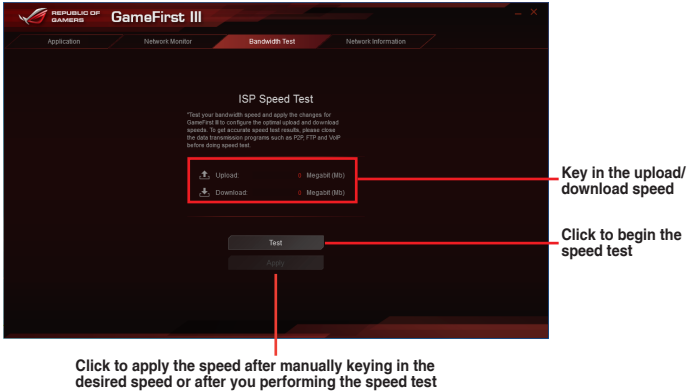 REPUBLIC OF
GAMERS
GameFirst III
Application
Network Monitor
Bandwidth Test
Network Information
ISP Speed Test
*Test your bandwidth speed and apply the changes for
GameFirst III to configure the optimal upload and download
speeds. To get accurate speed test results, please close
the data transmission programs such as P2P, FTP and VoIP
before doing speed test.
Upload: 0 Megabit (Mb)
Download: 0 Megabit (Mb)
Key in the upload/
download speed
Test
Click to begin the
speed test
Apply
Click to apply the speed after manually keying in the
desired speed or after you performing the speed test